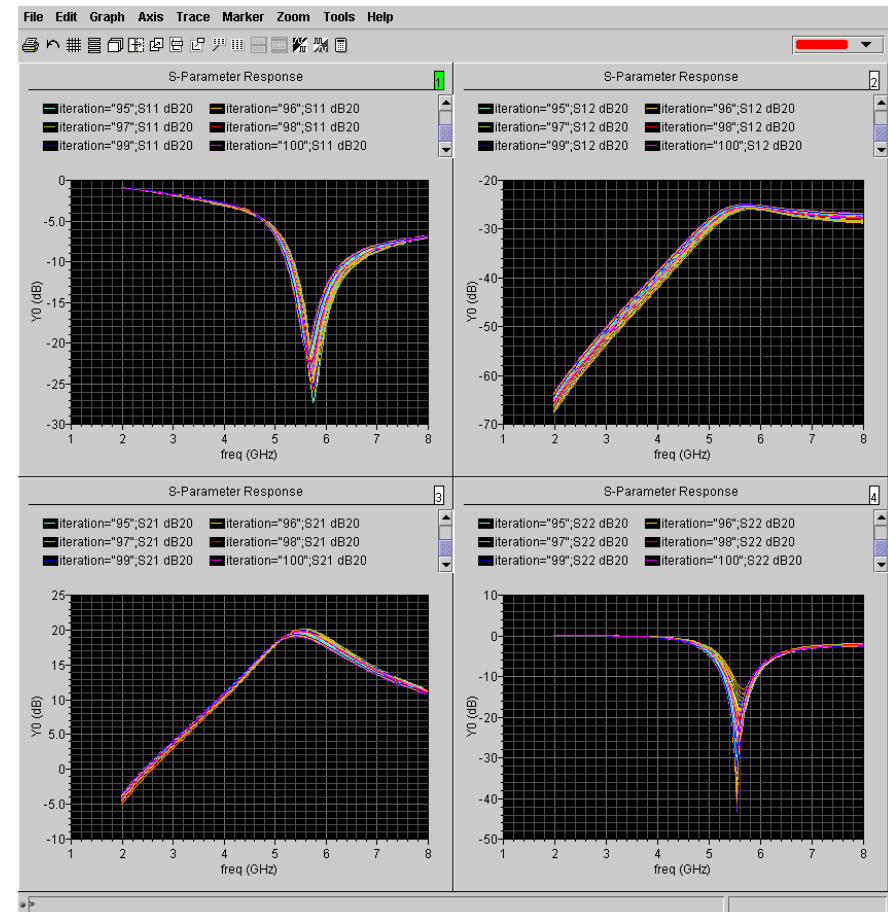 File Edit Graph Axis Trace Marker Zoom Tools Help
S-Parameter Response
1
iteration="95";S11 dB20 iteration="96";S11 dB20
iteration="97";S11 dB20 iteration="98";S11 dB20
iteration="99";S11 dB20 iteration="100";S11 dB20
0
-5.0
-10
-15
-20
-25
-30
Y0 (dB)
1 2 3 4 5 6 7 8
freq (GHz)
S-Parameter Response
2
iteration="95";S12 dB20 iteration="96";S12 dB20
iteration="97";S12 dB20 iteration="98";S12 dB20
iteration="99";S12 dB20 iteration="100";S12 dB20
-20
-30
-40
-50
-60
-70
Y0 (dB)
1 2 3 4 5 6 7 8
freq (GHz)
S-Parameter Response
3
iteration="95";S21 dB20 iteration="96";S21 dB20
iteration="97";S21 dB20 iteration="98";S21 dB20
iteration="99";S21 dB20 iteration="100";S21 dB20
25
20
15
10
5.0
0
-5.0
-10
Y0 (dB)
1 2 3 4 5 6 7 8
freq (GHz)
S-Parameter Response
4
iteration="95";S22 dB20 iteration="96";S22 dB20
iteration="97";S22 dB20 iteration="98";S22 dB20
iteration="99";S22 dB20 iteration="100";S22 dB20
10
0
-10
-20
-30
-40
-50
Y0 (dB)
1 2 3 4 5 6 7 8
freq (GHz)
>